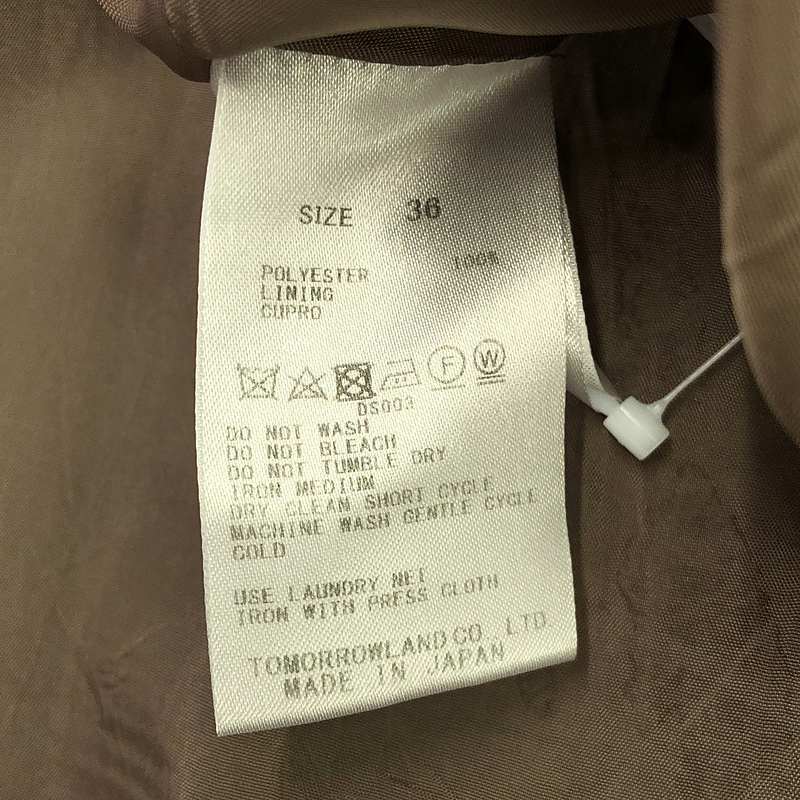 SIZE 36
POLYESTER 100%
LINING
CUPRO
F W
DS003
DO NOT WASH
DO NOT BLEACH
DO NOT TUMBLE DRY
IRON MEDIUM
DRY CLEAN SHORT CYCLE
MACHINE WASH GENTLE CYCLE
COLD
USE LAUNDRY NET
IRON WITH PRESS CLOTH
TOMORROWLAND CO., LTD
MADE IN JAPAN